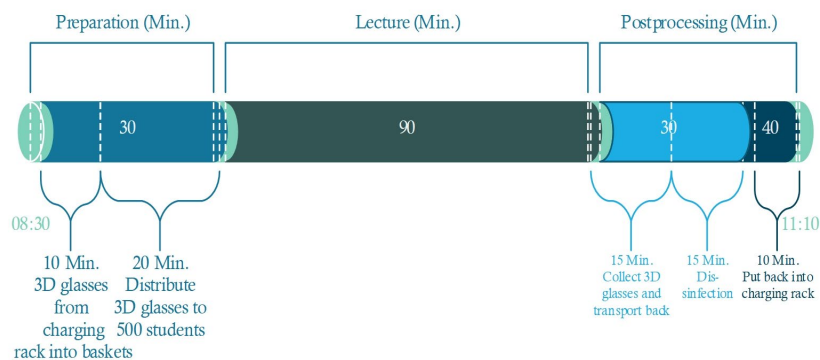 Preparation (Min.)
Lecture (Min.)
Postprocessing (Min.)
30
90
30
40
08:30
11:10
10 Min.
3D glasses
from
charging
rack into baskets
20 Min.
Distribute
3D glasses to
500 students
15 Min.
Collect 3D
glasses and
transport back
15 Min.
Dis-
sinfection
10 Min.
Put back into
charging rack